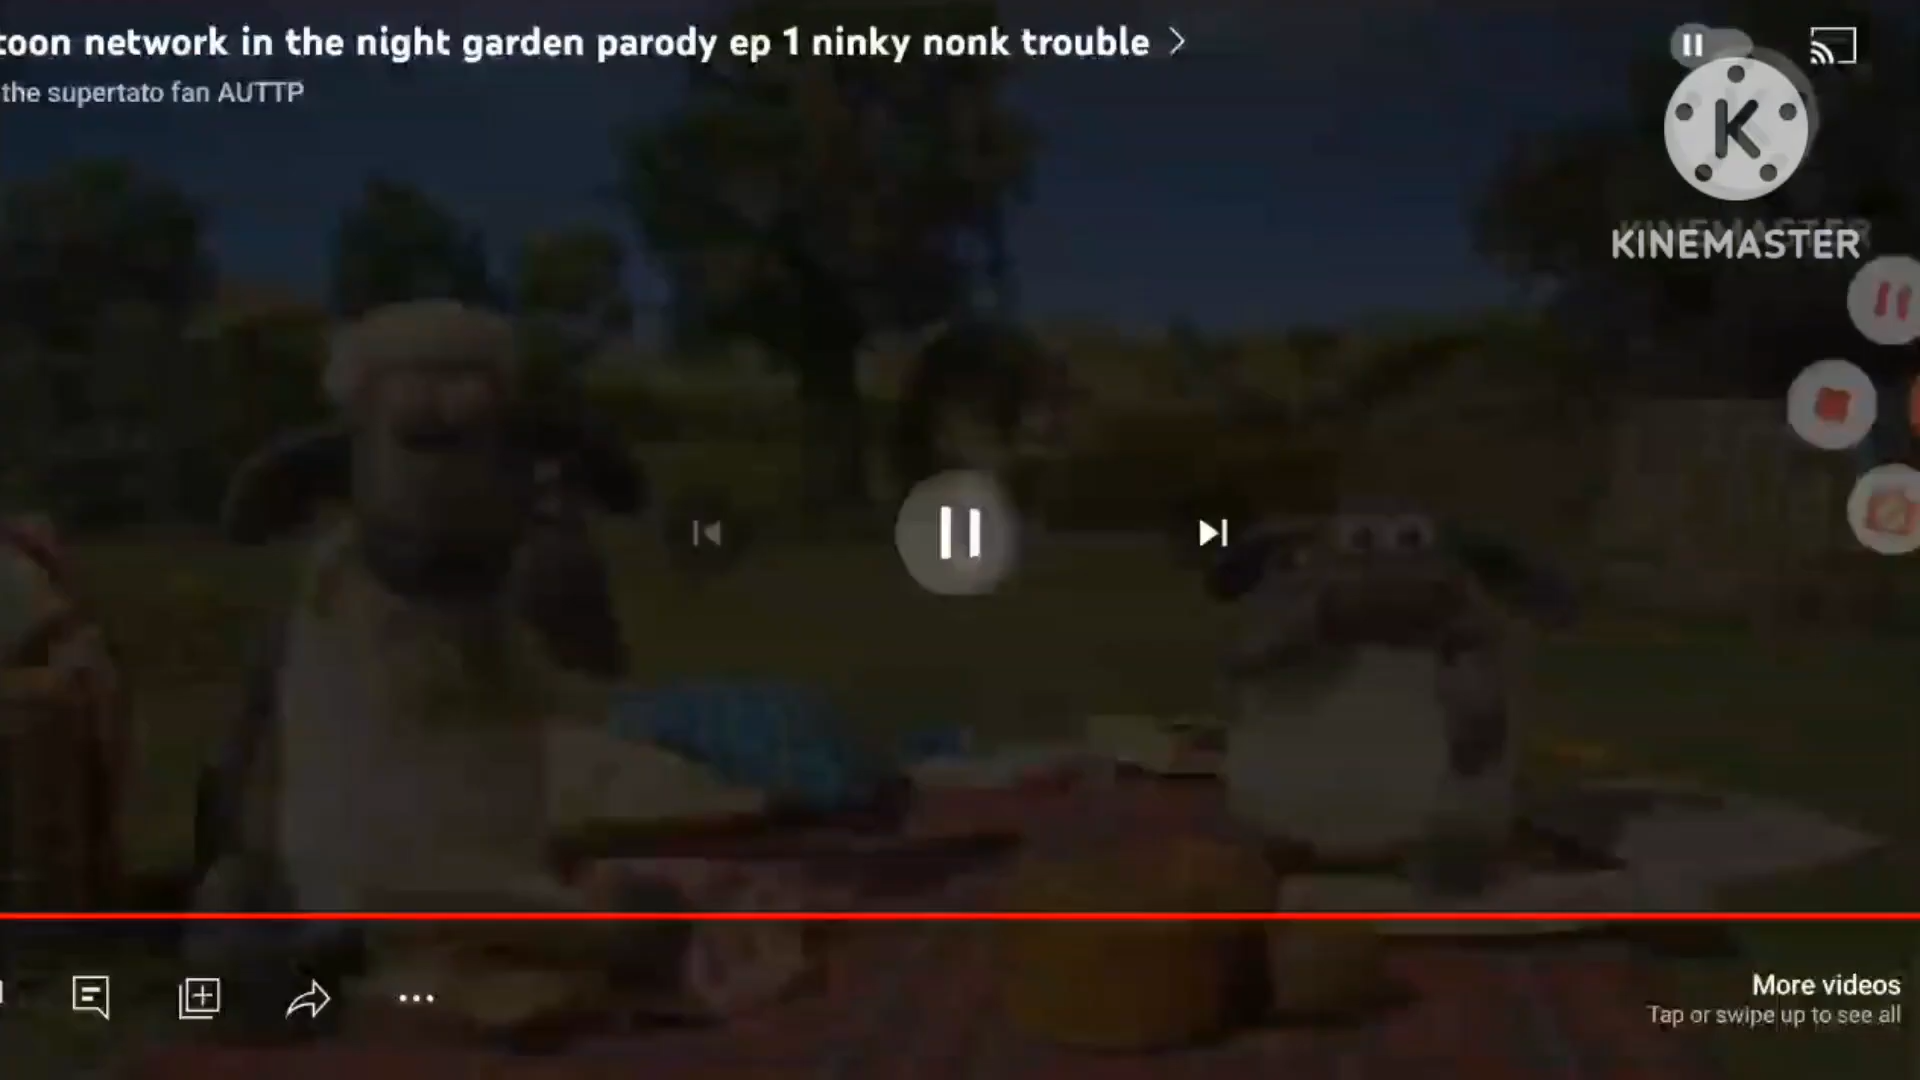 toon network in the night garden parody ep 1 ninky nonk trouble
the supertato fan AUTTP
K
KINEMASTER
KINEMASTER
More videos
Tap or swipe up to see all